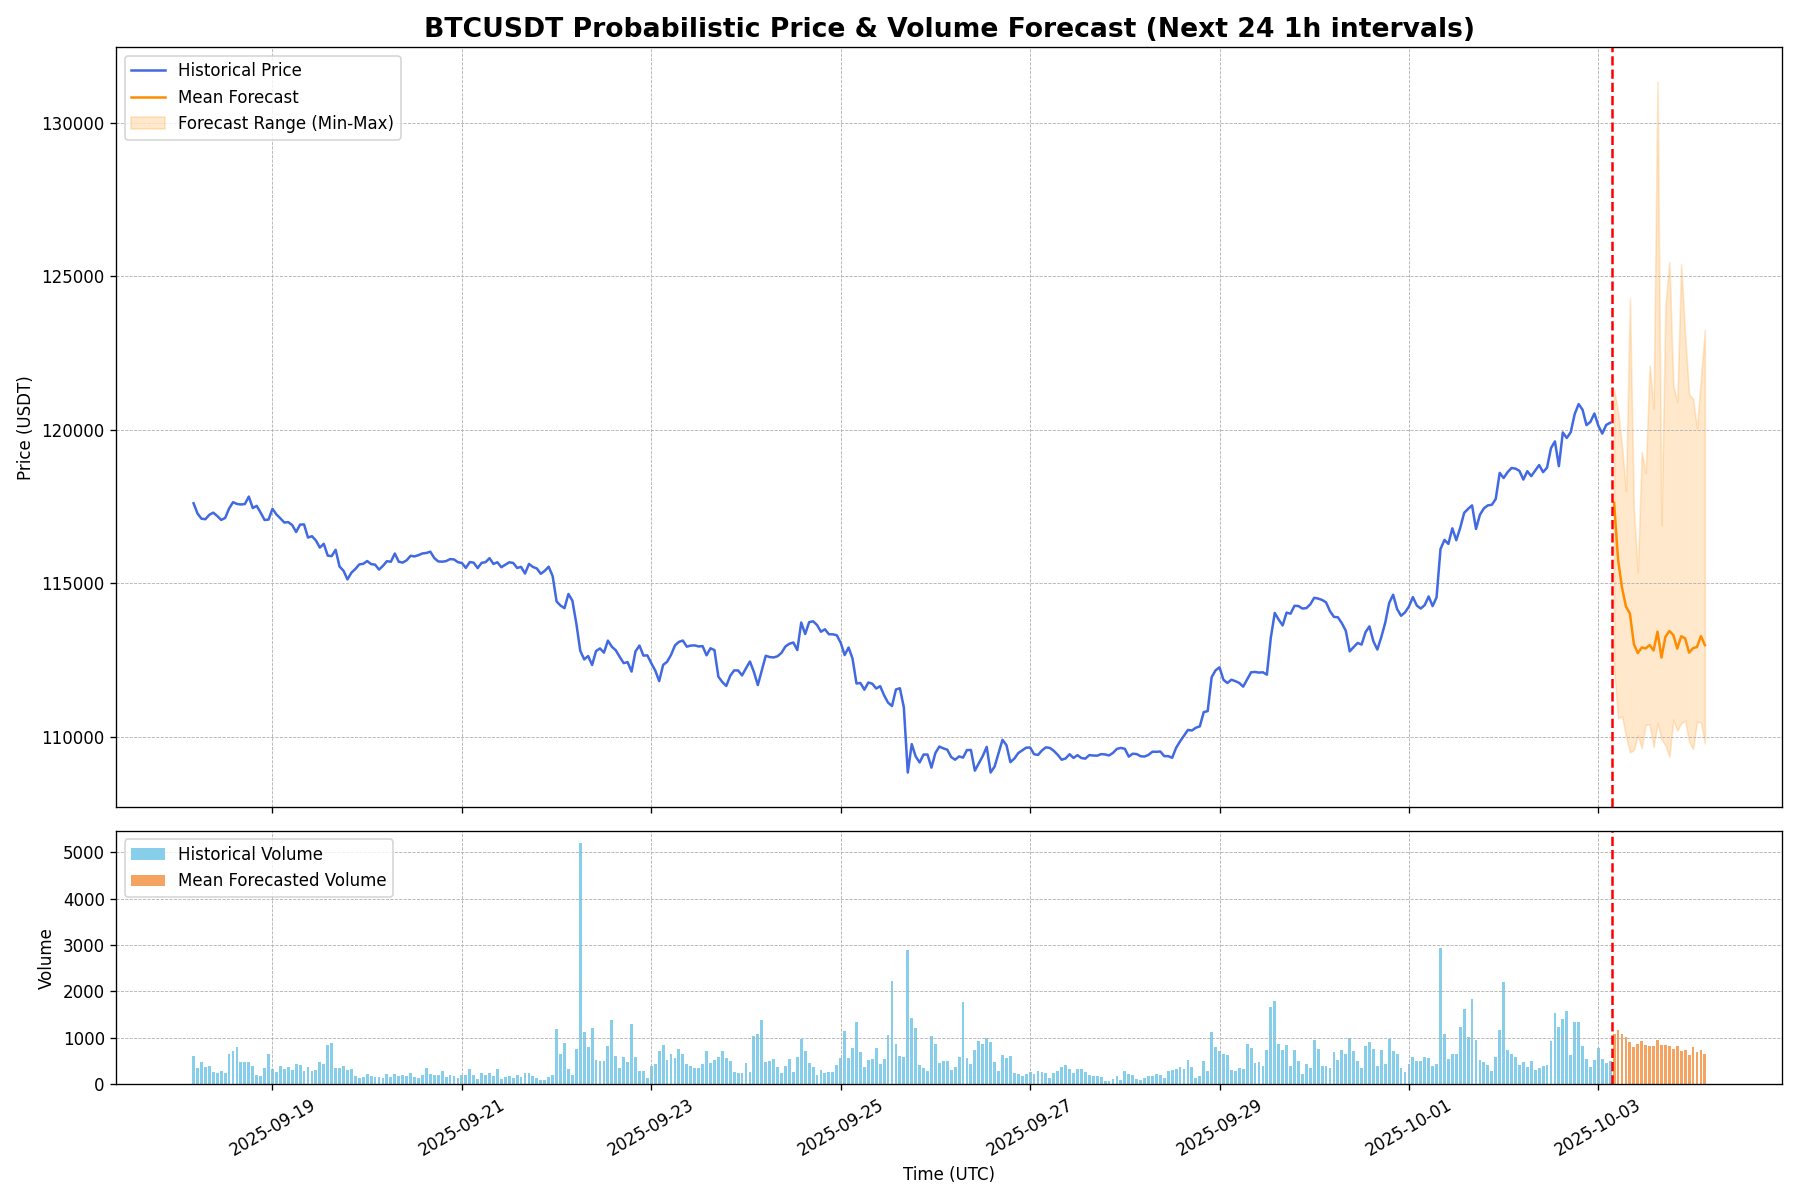 BTCUSDT Probabilistic Price & Volume Forecast (Next 24 1h intervals)
Historical Price
Mean Forecast
Forecast Range (Min-Max)
130000
125000
120000
115000
110000
Price (USDT)
Historical Volume
Mean Forecasted Volume
5000
4000
3000
2000
1000
0
Volume
2025-09-19
2025-09-21
2025-09-23
2025-09-25
2025-09-27
2025-09-29
2025-10-01
2025-10-03
Time (UTC)